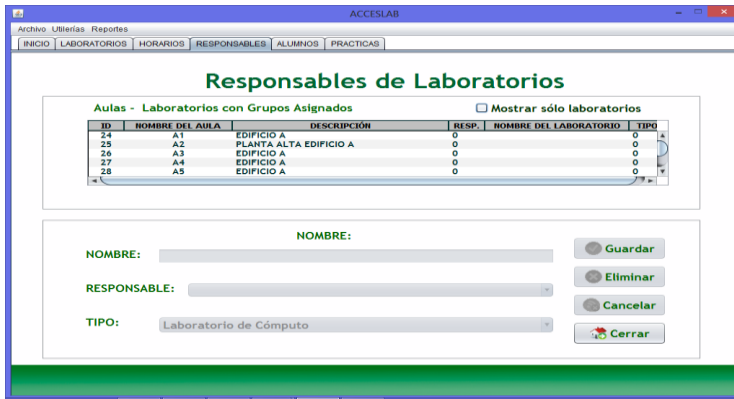 ACCESLAB
Archivo Utilerías Reportes
INICIO LABORATORIOS HORARIOS RESPONSABLES ALUMNOS PRACTICAS
Responsables de Laboratorios
Aulas - Laboratorios con Grupos Asignados Mostrar sólo laboratorios
ID NOMBRE DEL AULA DESCRIPCIÓN RESP. NOMBRE DEL LABORATORIO TIPO
24 A1 EDIFICIO A 0 0
25 A2 PLANTA ALTA EDIFICIO A 0 0
26 A3 EDIFICIO A 0 0
27 A4 EDIFICIO A 0 0
28 A5 EDIFICIO A 0 0
NOMBRE:
NOMBRE: Guardar
RESPONSABLE: Eliminar
Cancelar
TIPO: Laboratorio de Cómputo
Cerrar